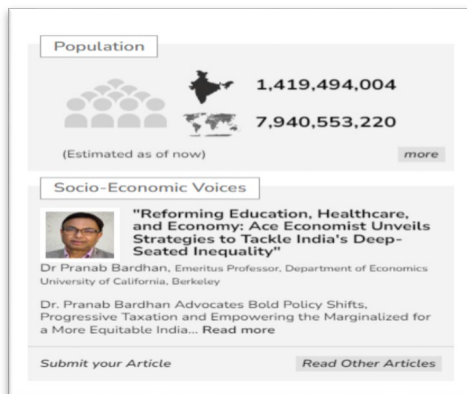 Population
1,419,494,004
7,940,553,220
(Estimated as of now)
more
Socio-Economic Voices
"Reforming Education, Healthcare,
and Economy: Ace Economist Unveils
Strategies to Tackle India's Deep-
Seated Inequality"
Dr Pranab Bardhan, Emeritus Professor, Department of Economics
University of California, Berkeley
Dr. Pranab Bardhan Advocates Bold Policy Shifts,
Progressive Taxation and Empowering the Marginalized for
a More Equitable India... Read more
Submit your Article
Read Other Articles